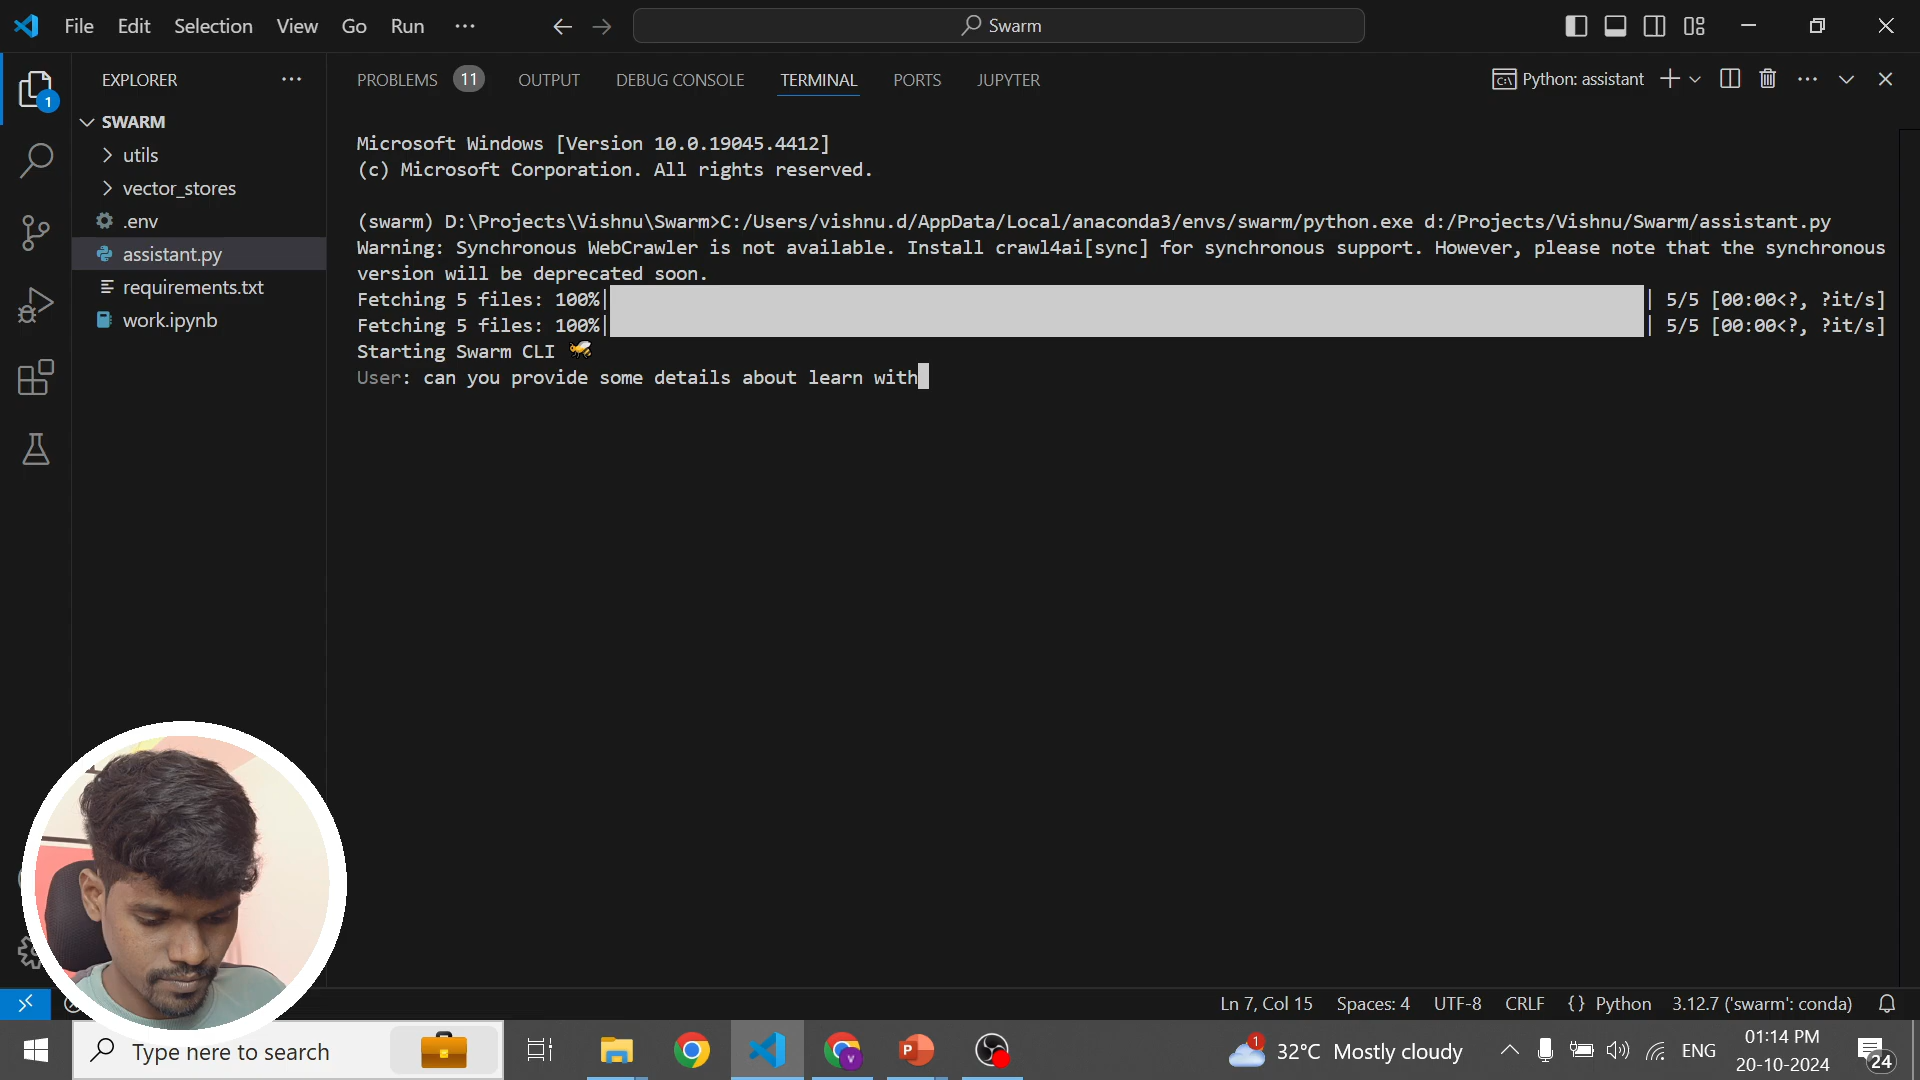 File Edit Selection View Go Run ···
Swarm
EXPLORER ···
PROBLEMS 11 OUTPUT DEBUG CONSOLE TERMINAL PORTS JUPYTER
Python: assistant
1
SWARM
utils
vector_stores
.env
assistant.py
requirements.txt
work.ipynb
Microsoft Windows [Version 10.0.19045.4412]
(c) Microsoft Corporation. All rights reserved.
(swarm) D:\Projects\Vishnu\Swarm>C:/Users/vishnu.d/AppData/Local/anaconda3/envs/swarm/python.exe d:/Projects/Vishnu/Swarm/assistant.py
Warning: Synchronous WebCrawler is not available. Install crawl4ai[sync] for synchronous support. However, please note that the synchronous
version will be deprecated soon.
Fetching 5 files: 100%| | 5/5 [00:00<?, ?it/s]
Fetching 5 files: 100%| | 5/5 [00:00<?, ?it/s]
Starting Swarm CLI 🐝
User: can you provide some details about learn with
Ln 7, Col 15 Spaces: 4 UTF-8 CRLF {} Python 3.12.7 ('swarm': conda)
Type here to search
1
32°C Mostly cloudy
ENG
01:14 PM
20-10-2024
24